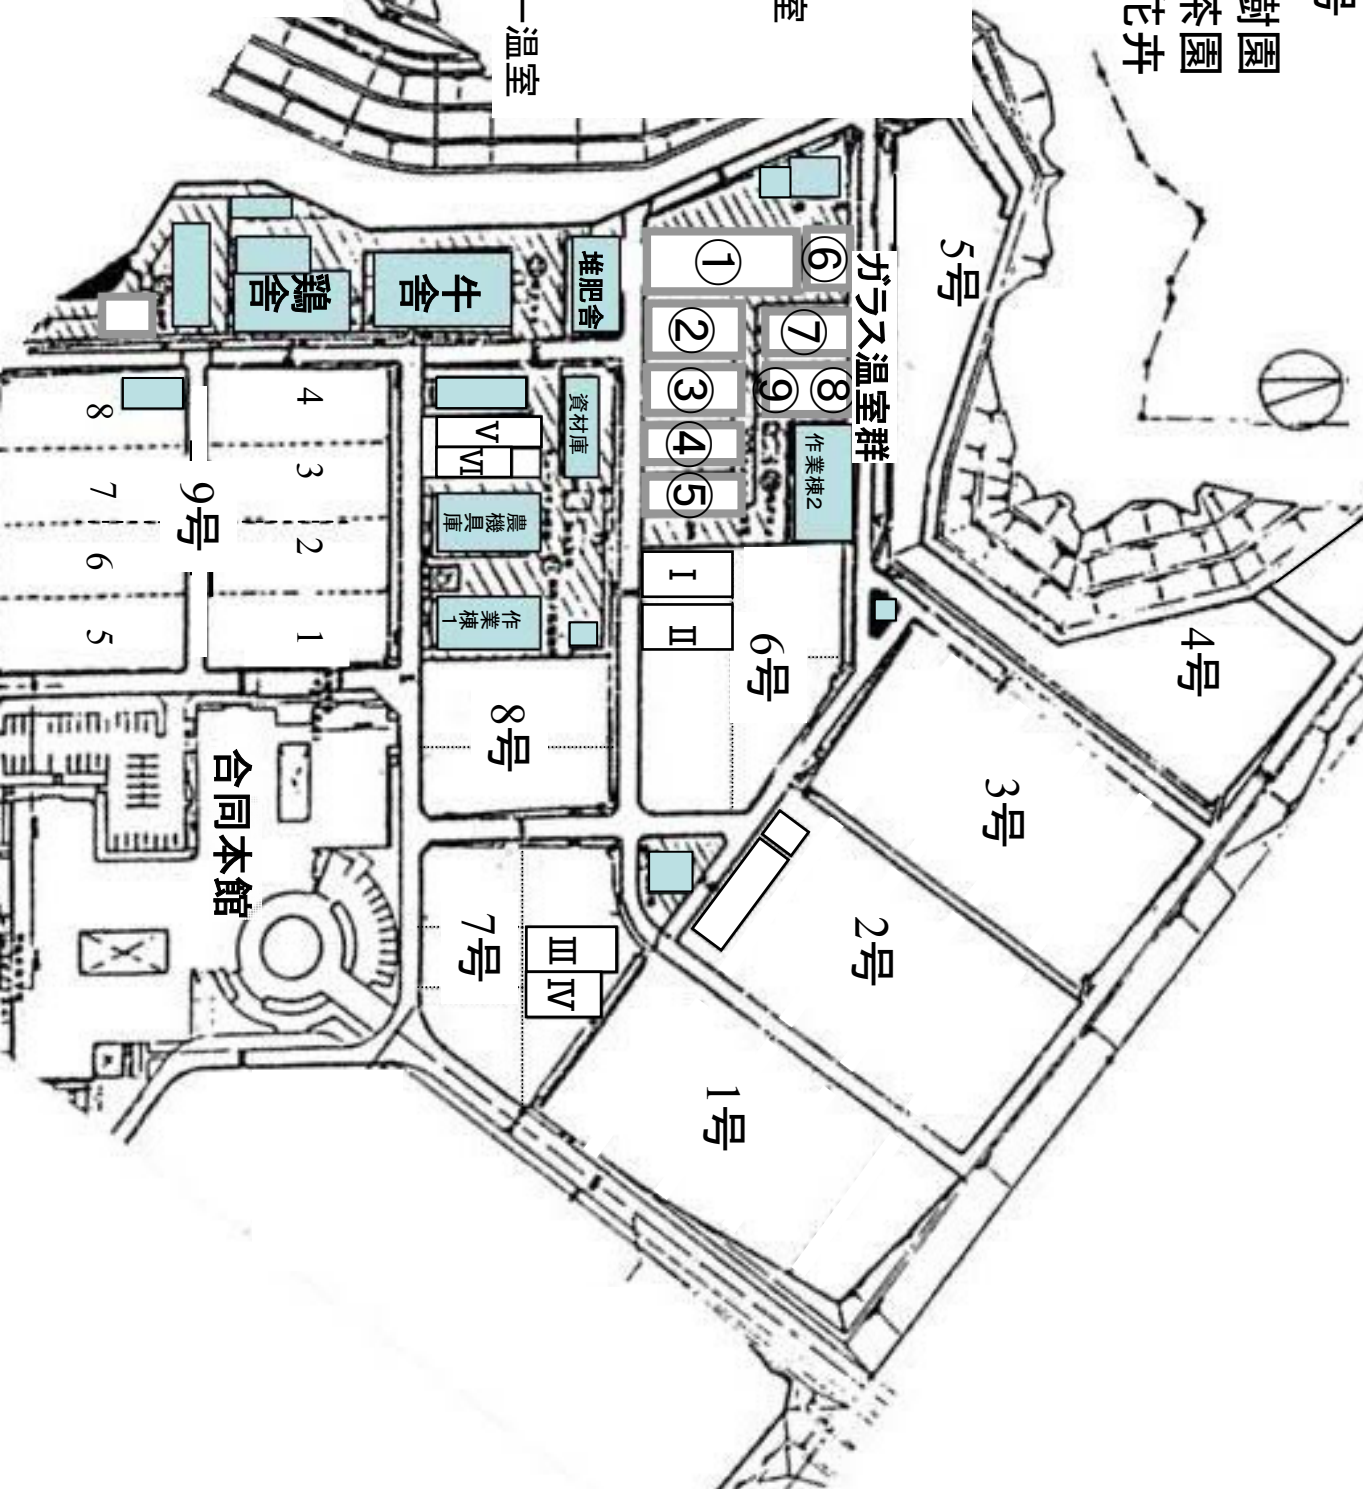 号
樹園
茶園
花卉
室
温室
5号
ガラス温室群
①
⑥
②
⑦
③
⑨
⑧
④
⑤
作業棟2
堆肥舎
牛舎
鶏舎
資材庫
Ⅴ
Ⅵ
農機具庫
作業棟1
Ⅰ
Ⅱ
6号
4号
3号
2号
1号
8号
7号
Ⅲ
Ⅳ
9号
4
3
2
1
8
7
6
5
合同本館